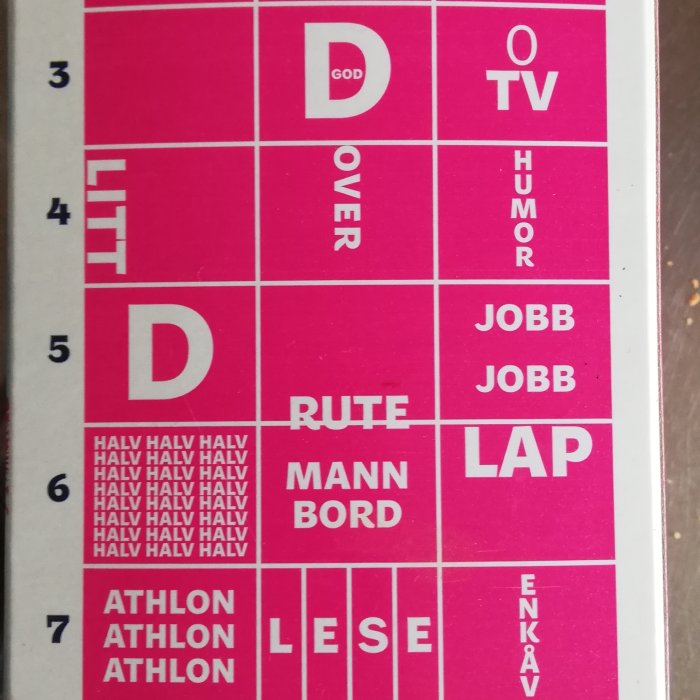 3
D
GOD
O
TV
4
LITT
OVER
HUMOR
5
D
RUTE
JOBB
JOBB
6
HALV HALV HALV
HALV HALV HALV
HALV HALV HALV
HALV HALV HALV
HALV HALV HALV
HALV HALV HALV
HALV HALV HALV
HALV HALV HALV
MANN
BORD
LAP
7
ATHLON
ATHLON
ATHLON
L E S E
ENKÅV